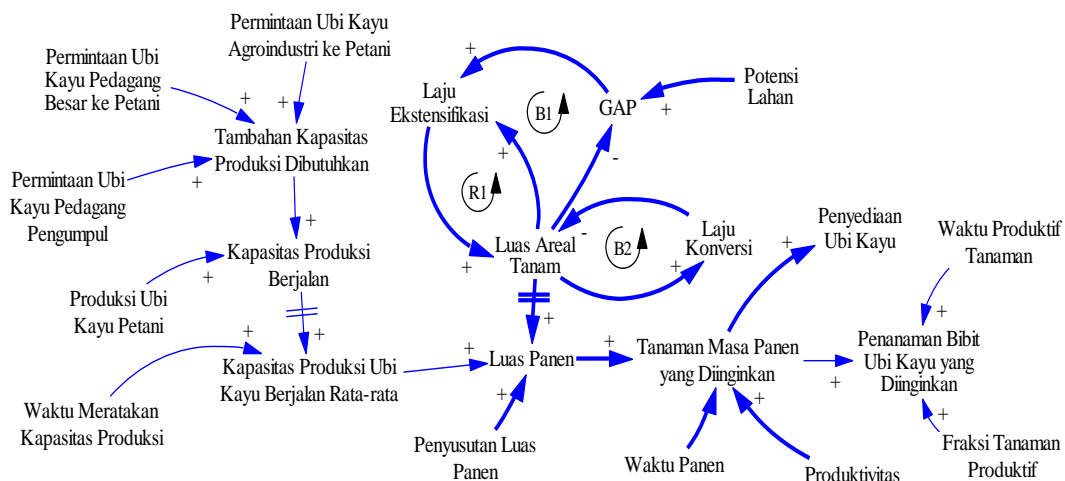 Permintaan Ubi Kayu
Agroindustri ke Petani
Permintaan Ubi
Kayu Pedagang
Besar ke Petani
+
+
Tambahan Kapasitas
Produksi Dibutuhkan
Permintaan Ubi
Kayu Pedagang
Pengumpul
+
+
Kapasitas Produksi
Berjalan
Produksi Ubi
Kayu Petani
+
+
+
Kapasitas Produksi Ubi
Kayu Berjalan Rata-rata
Waktu Meratakan
Kapasitas Produksi
+
Laju
Ekstensifikasi
+
B1
GAP
+
Potensi
Lahan
+
-
R1
+
Luas Areal
Tanam
-
B2
Laju
Konversi
+
+
Luas Panen
+
Penyusutan Luas
Panen
+
Tanaman Masa Panen
yang Diinginkan
+
Penyediaan
Ubi Kayu
Waktu Panen
+
Produktivitas
Waktu Produktif
Tanaman
+
Penanaman Bibit
Ubi Kayu yang
Diinginkan
+
+
Fraksi Tanaman
Produktif